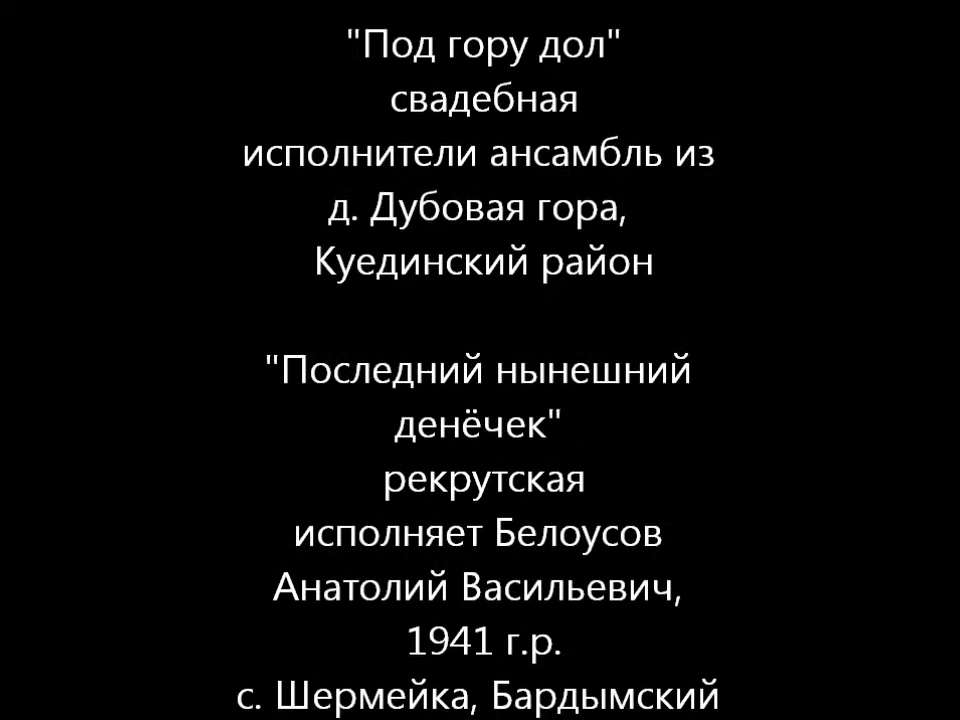 "Под гору дол"
свадебная
исполнители ансамбль из
д. Дубовая гора,
Куединский район
"Последний нынешний
денёчек"
рекрутская
исполняет Белоусов
Анатолий Васильевич,
1941 г.р.
с. Шермейка, Бардымский